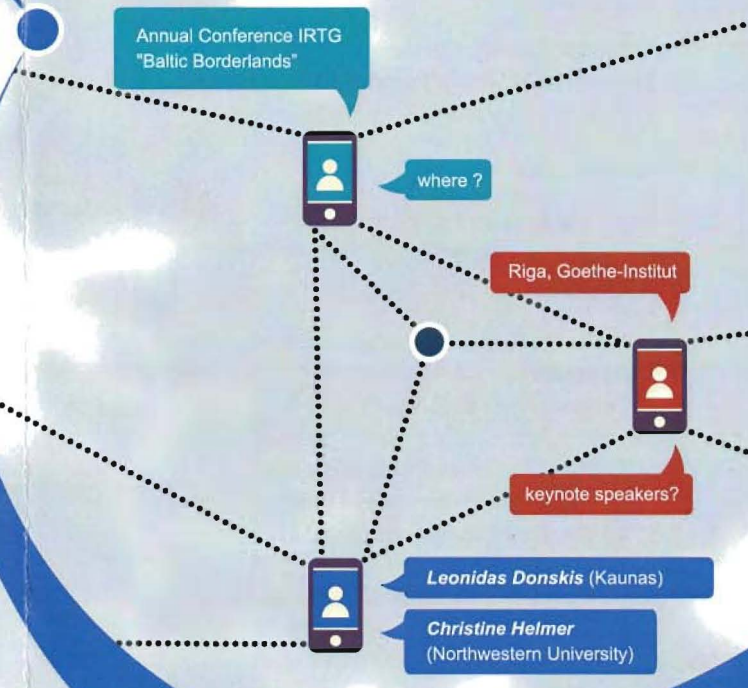 Annual Conference IRTG
"Baltic Borderlands"
where ?
Riga, Goethe-Institut
keynote speakers?
Leonidas Donskis (Kaunas)
Christine Helmer
(Northwestern University)